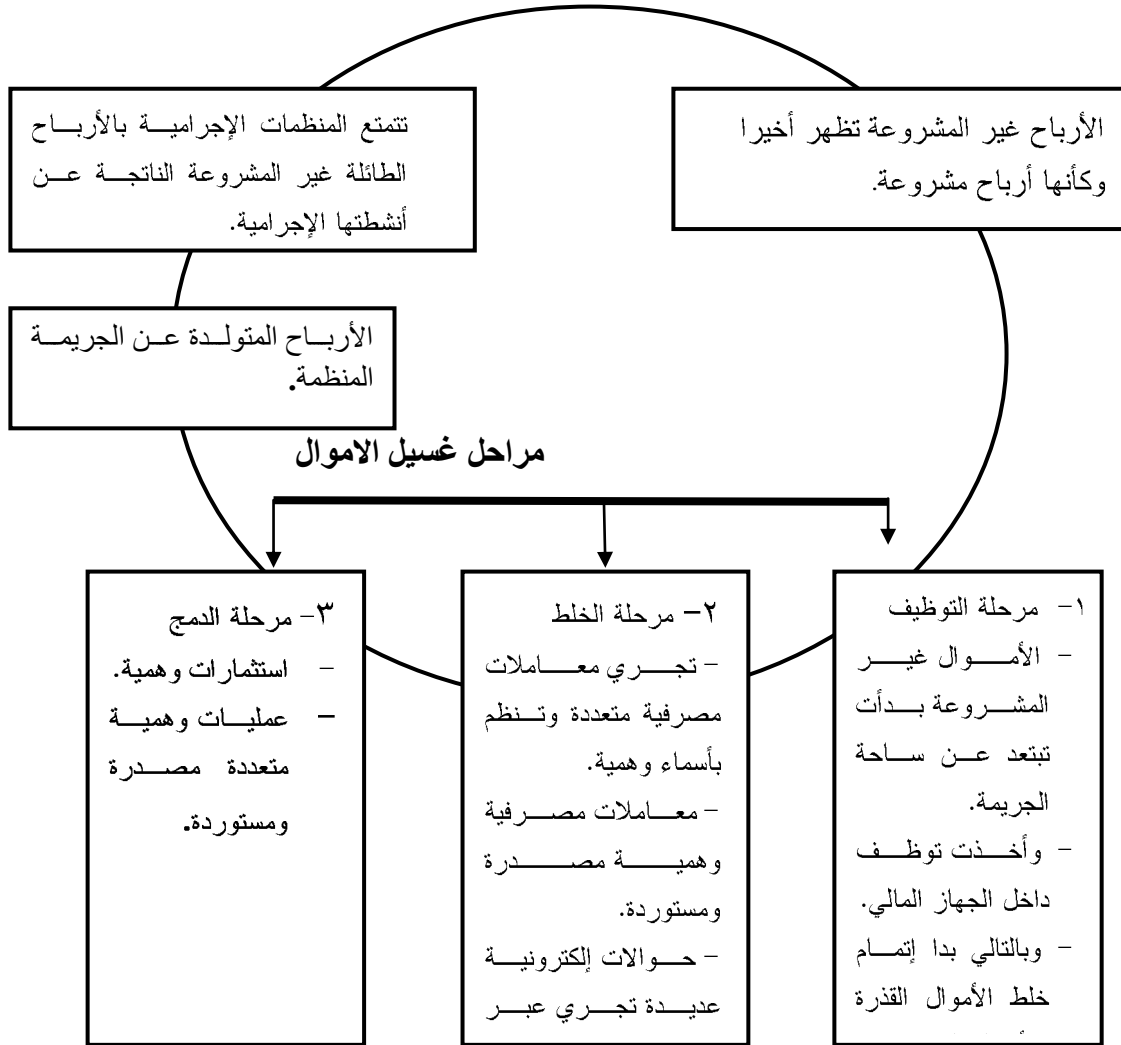 الأرباح غير المشروعة تظهر أخيرا
وكأنها أرباح مشروعة.
تتمتع المنظمات الإجرامية بالأرباح
الطائلة غير المشروعة الناتجة عن
أنشطتها الإجرامية.
الأرباح المتولدة عن الجريمة
المنظمة.
مراحل غسيل الاموال
١- مرحلة التوظيف
- الأموال غير
المشروعة بدأت
تبتعد عن ساحة
الجريمة.
- وأخذت توظف
داخل الجهاز المالي.
- وبالتالي بدا إتمام
خلط الأموال القذرة
٢- مرحلة الخلط
- تجري معاملات
مصرفية متعددة وتنظم
بأسماء وهمية.
- معاملات مصرفية
وهمية مصدرة
ومستوردة.
- حوالات إلكترونية
عديدة تجري عبر
٣- مرحلة الدمج
- استثمارات وهمية.
- عمليات وهمية
متعددة مصدرة
ومستوردة.